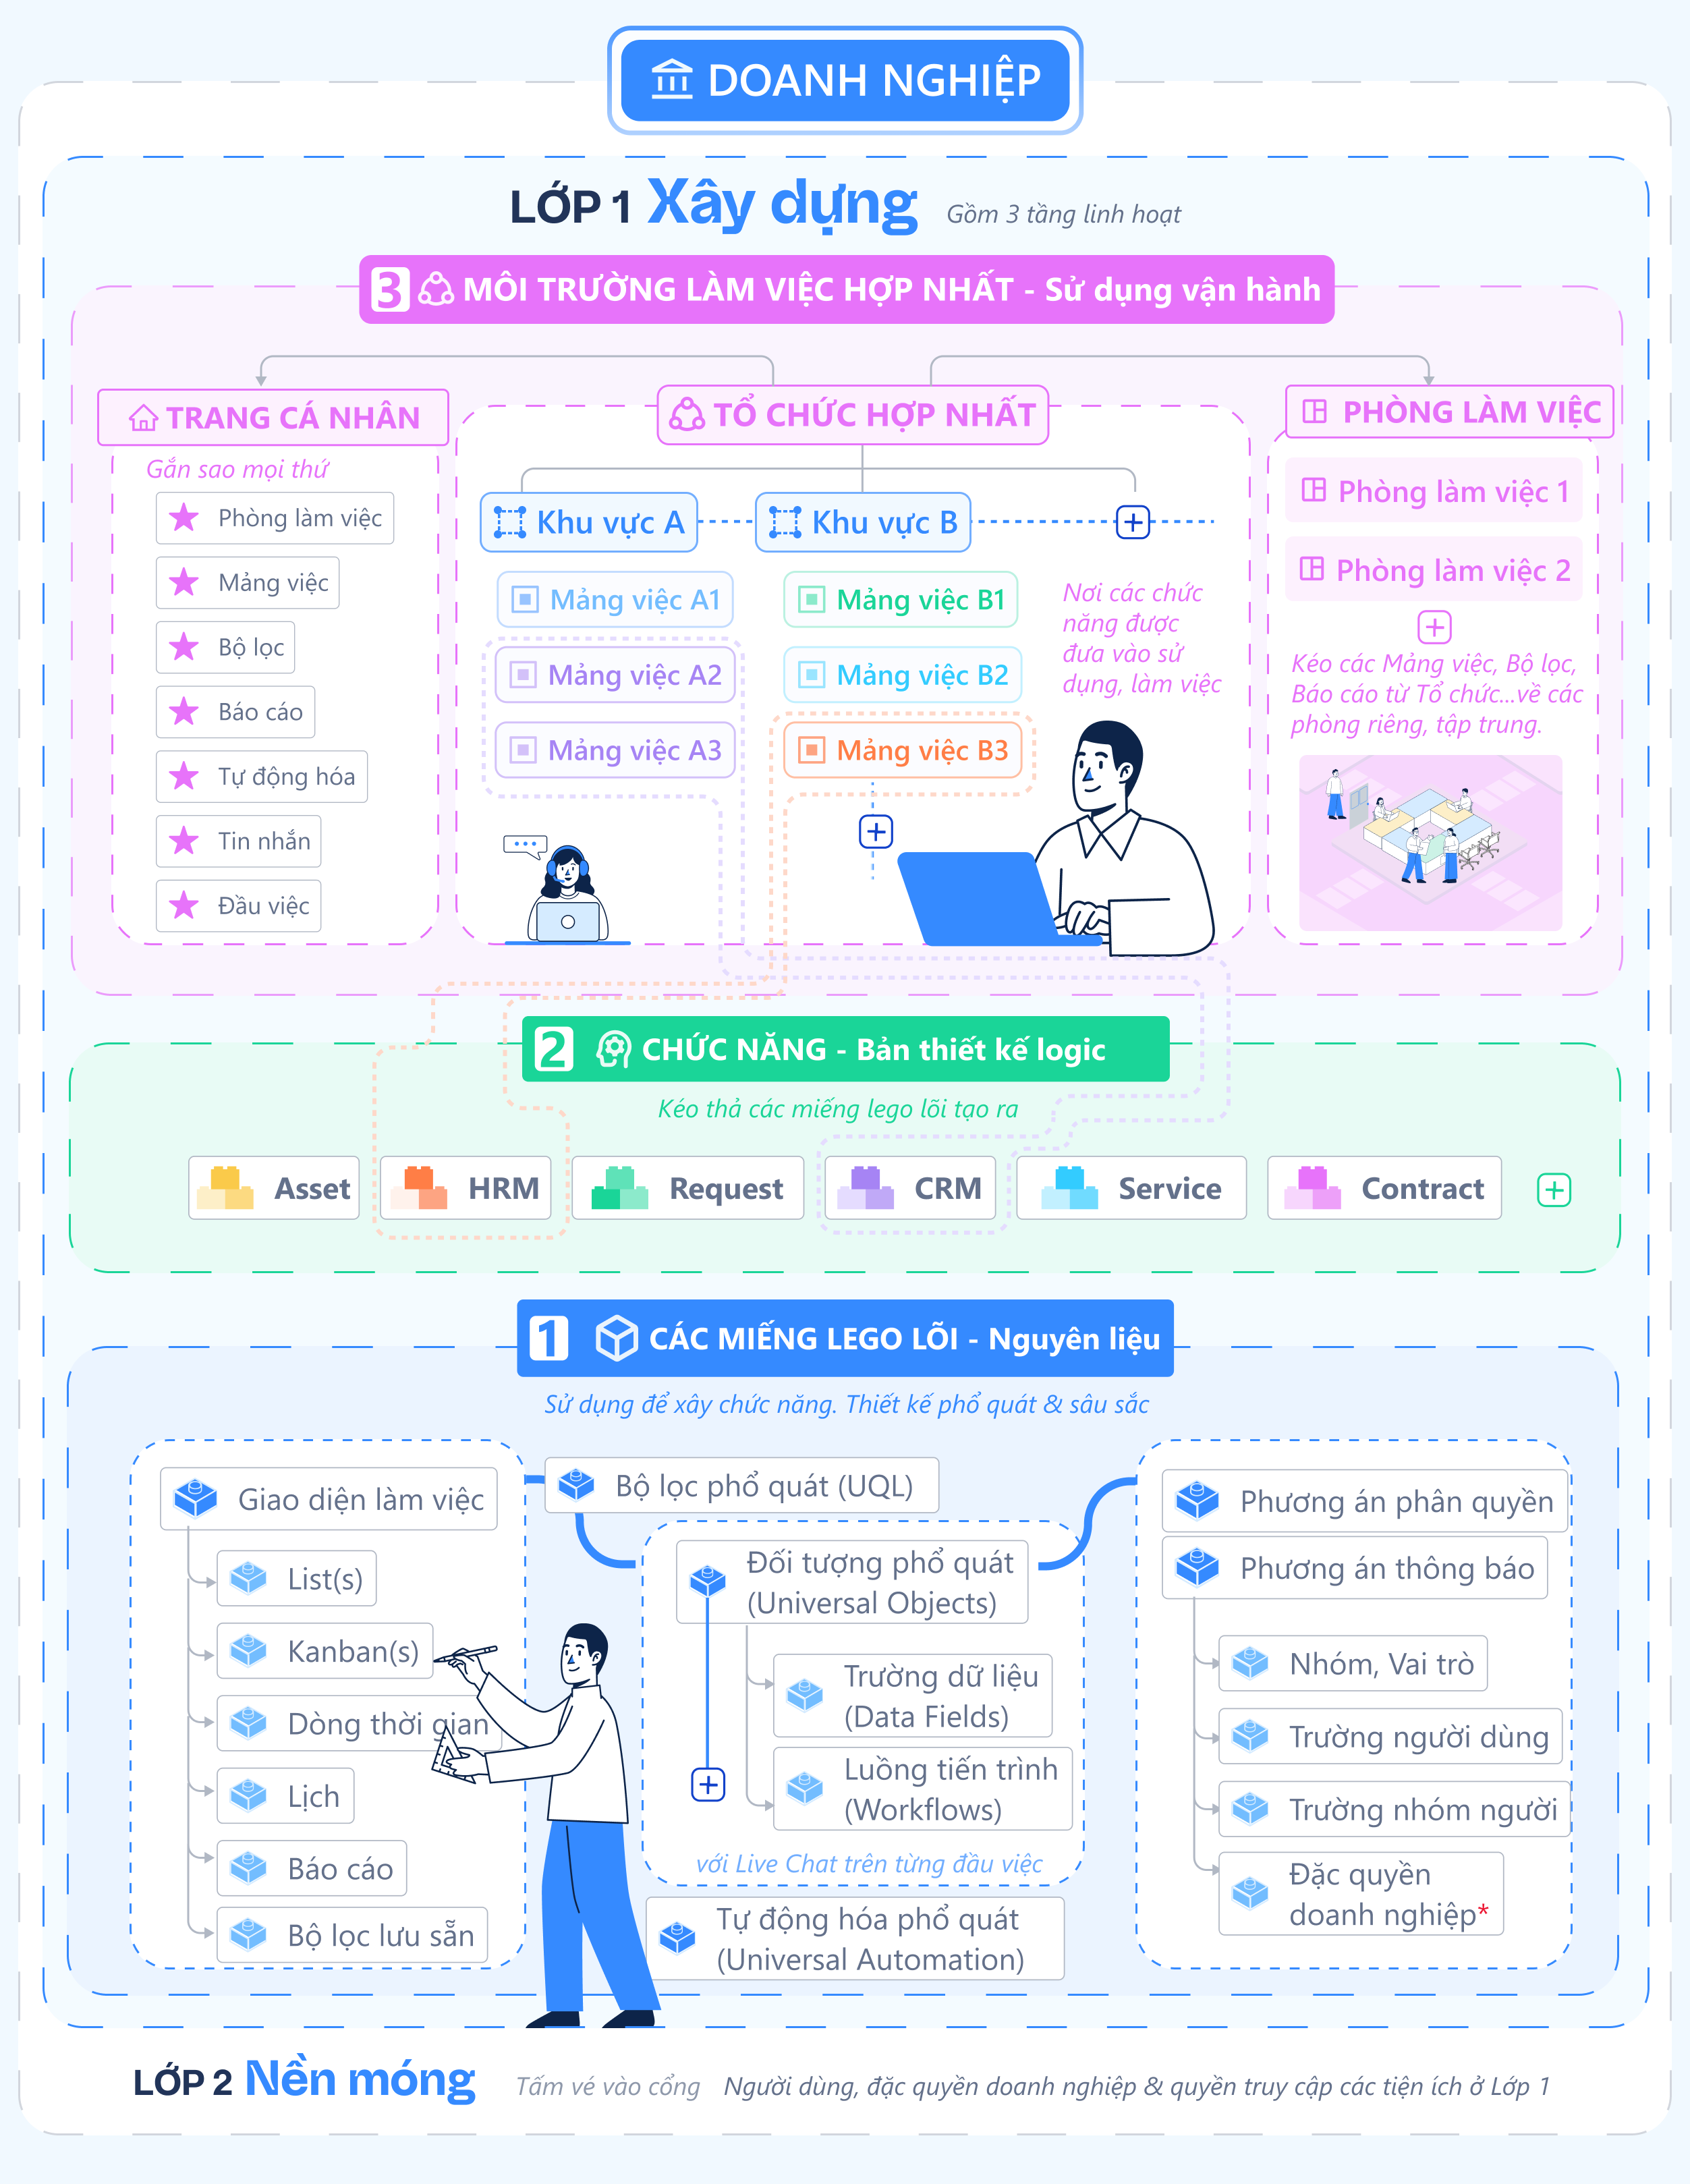 DOANH NGHIỆP
LỚP 1 Xây dựng Gồm 3 tầng linh hoạt
3 MÔI TRƯỜNG LÀM VIỆC HỢP NHẤT - Sử dụng vận hành
TRANG CÁ NHÂN
Gắn sao mọi thứ
Phòng làm việc
Mảng việc
Bộ lọc
Báo cáo
Tự động hóa
Tin nhắn
Đầu việc
TỔ CHỨC HỢP NHẤT
Khu vực A
Khu vực B
Mảng việc A1
Mảng việc A2
Mảng việc A3
Mảng việc B1
Mảng việc B2
Mảng việc B3
Nơi các chức
năng được
đưa vào sử
dụng, làm việc
PHÒNG LÀM VIỆC
Phòng làm việc 1
Phòng làm việc 2
Kéo các Mảng việc, Bộ lọc,
Báo cáo từ Tổ chức...về các
phòng riêng, tập trung.
2 CHỨC NĂNG - Bản thiết kế logic
Kéo thả các miếng lego lõi tạo ra
Asset
HRM
Request
CRM
Service
Contract
1 CÁC MIẾNG LEGO LÕI - Nguyên liệu
Sử dụng để xây chức năng. Thiết kế phổ quát & sâu sắc
Giao diện làm việc
List(s)
Kanban(s)
Dòng thời gian
Lịch
Báo cáo
Bộ lọc lưu sẵn
Bộ lọc phổ quát (UQL)
Đối tượng phổ quát
(Universal Objects)
Trường dữ liệu
(Data Fields)
Luồng tiến trình
(Workflows)
với Live Chat trên từng đầu việc
Tự động hóa phổ quát
(Universal Automation)
Phương án phân quyền
Phương án thông báo
Nhóm, Vai trò
Trường người dùng
Trường nhóm người
Đặc quyền
doanh nghiệp*
LỚP 2 Nền móng Tấm vé vào cổng Người dùng, đặc quyền doanh nghiệp & quyền truy cập các tiện ích ở Lớp 1